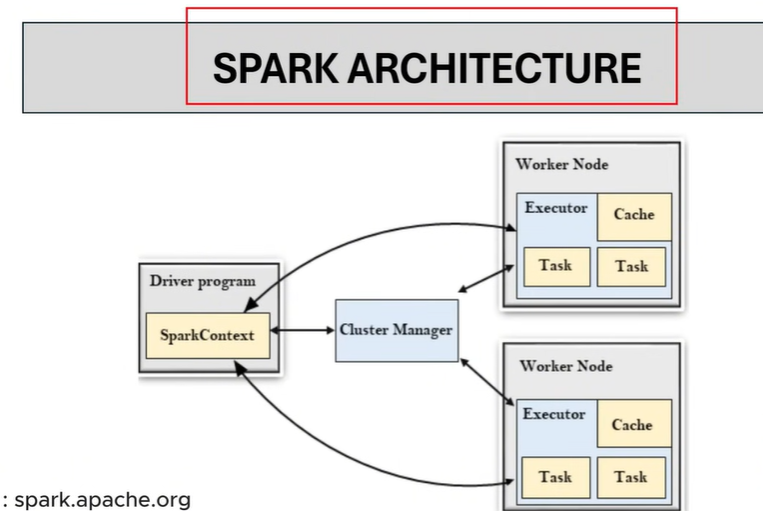 SPARK ARCHITECTURE
Worker Node
Executor
Cache
Task
Task
Driver program
SparkContext
Cluster Manager
Worker Node
Executor
Cache
Task
Task
: spark.apache.org